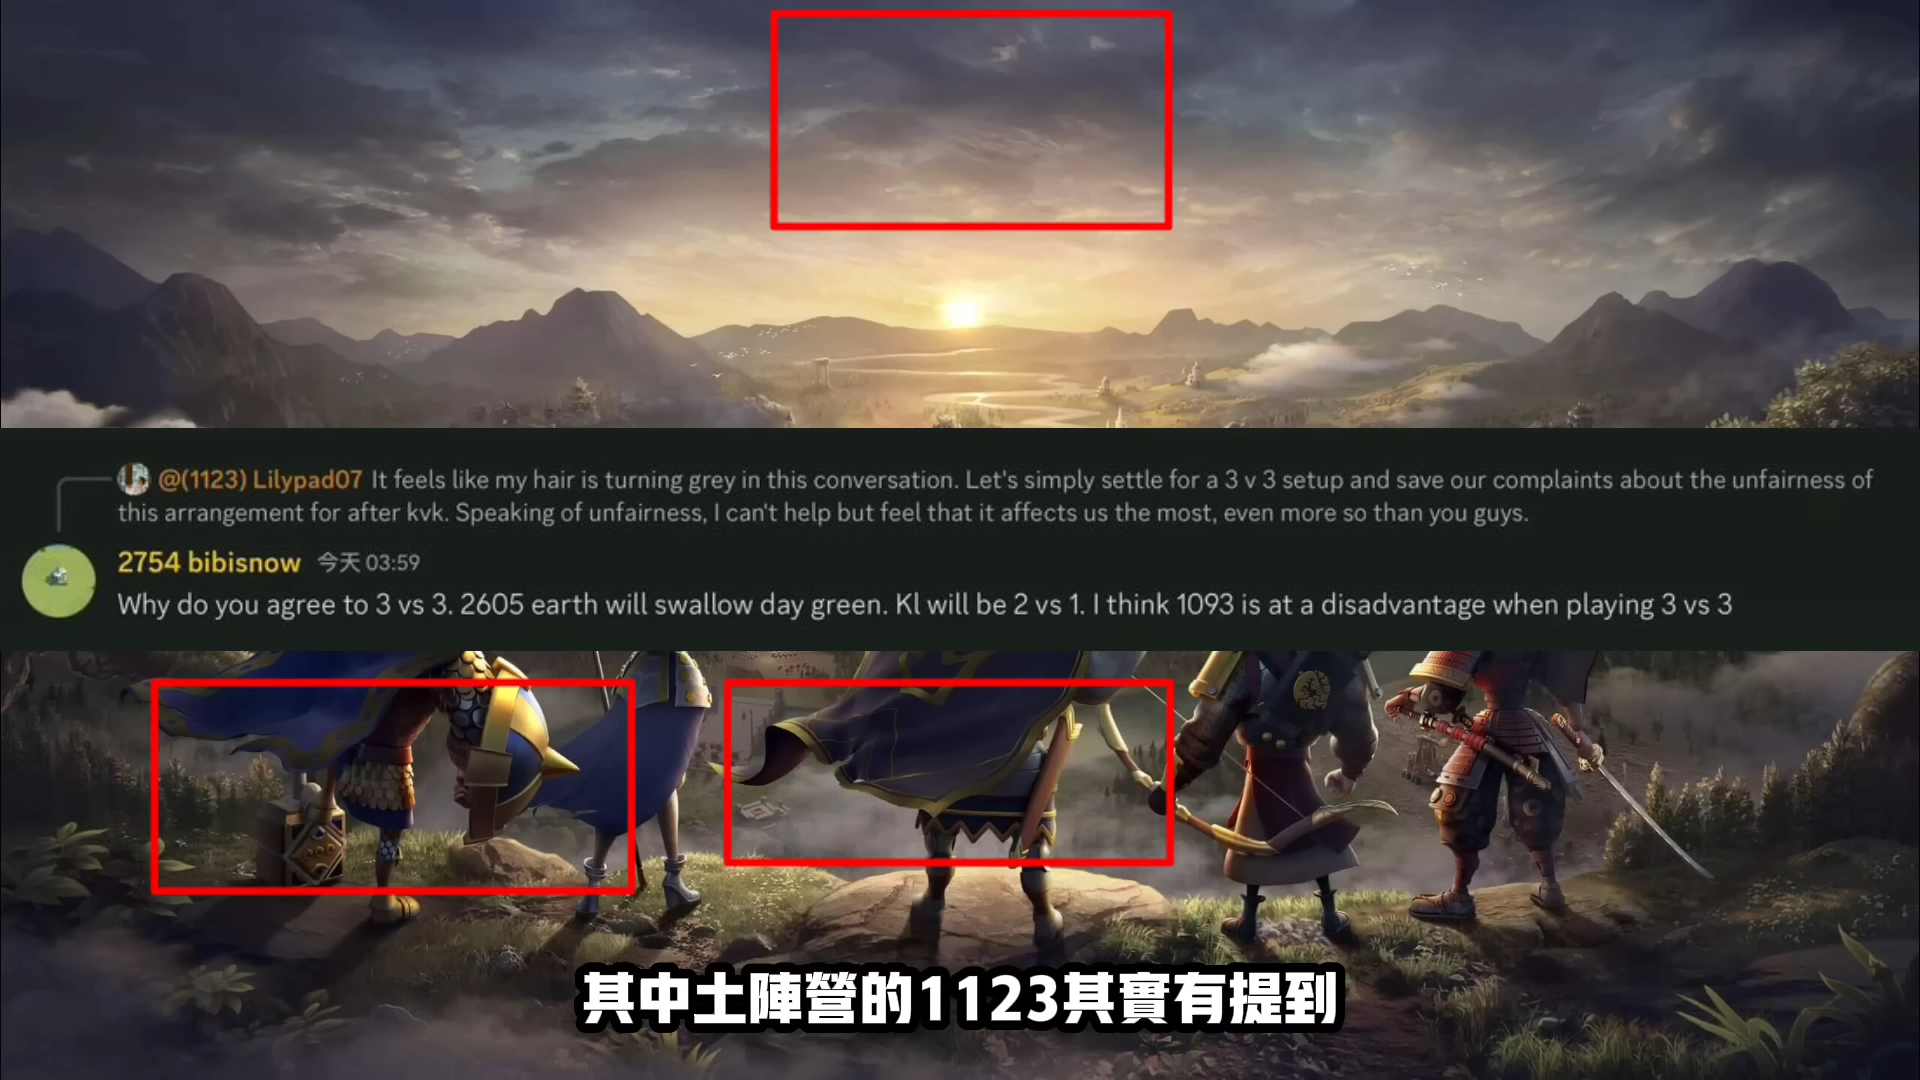 @(1123) Lilypad07 It feels like my hair is turning grey in this conversation. Let's simply settle for a 3 v 3 setup and save our complaints about the unfairness of
this arrangement for after kvk. Speaking of unfairness, I can't help but feel that it affects us the most, even more so than you guys.
2754 bibisnow 今天 03:59
Why do you agree to 3 vs 3. 2605 earth will swallow day green. Kl will be 2 vs 1. I think 1093 is at a disadvantage when playing 3 vs 3
其中土陣營的1123其實有提到